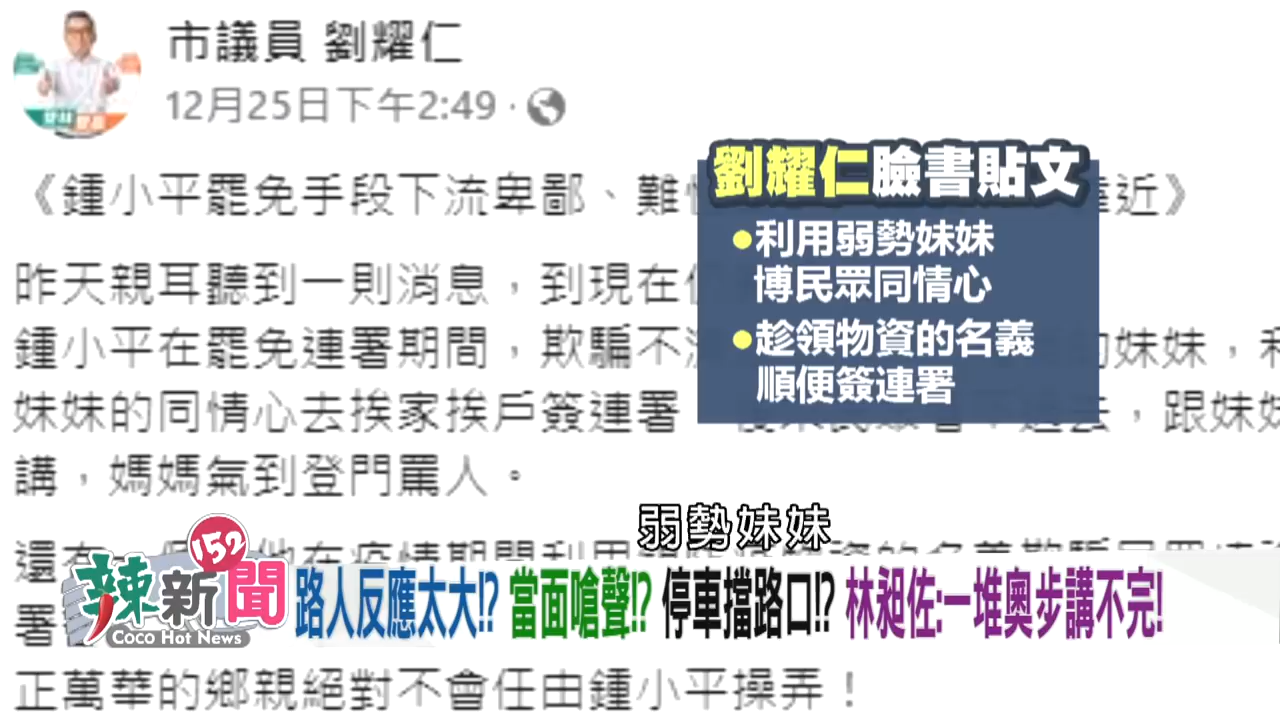 市議員 劉耀仁
12月25日下午2:49
《鍾小平罷免手段下流卑鄙、難
近》
劉耀仁臉書貼文
•利用弱勢妹妹
博民眾同情心
•趁領物資的名義
順便簽連署
昨天親耳聽到一則消息，到現在
鍾小平在罷免連署期間，欺騙不
妹妹，
妹妹的同情心去挨家挨戶簽連署
，跟妹
講，媽媽氣到登門罵人。
弱勢妹妹
還有
署
152
辣新聞
Coco Hot News
路人反應太大!? 當面嗆聲!? 停車擋路口!? 林昶佐:一堆奧步講不完!
正萬華的鄉親絕對不會任由鍾小平操弄！